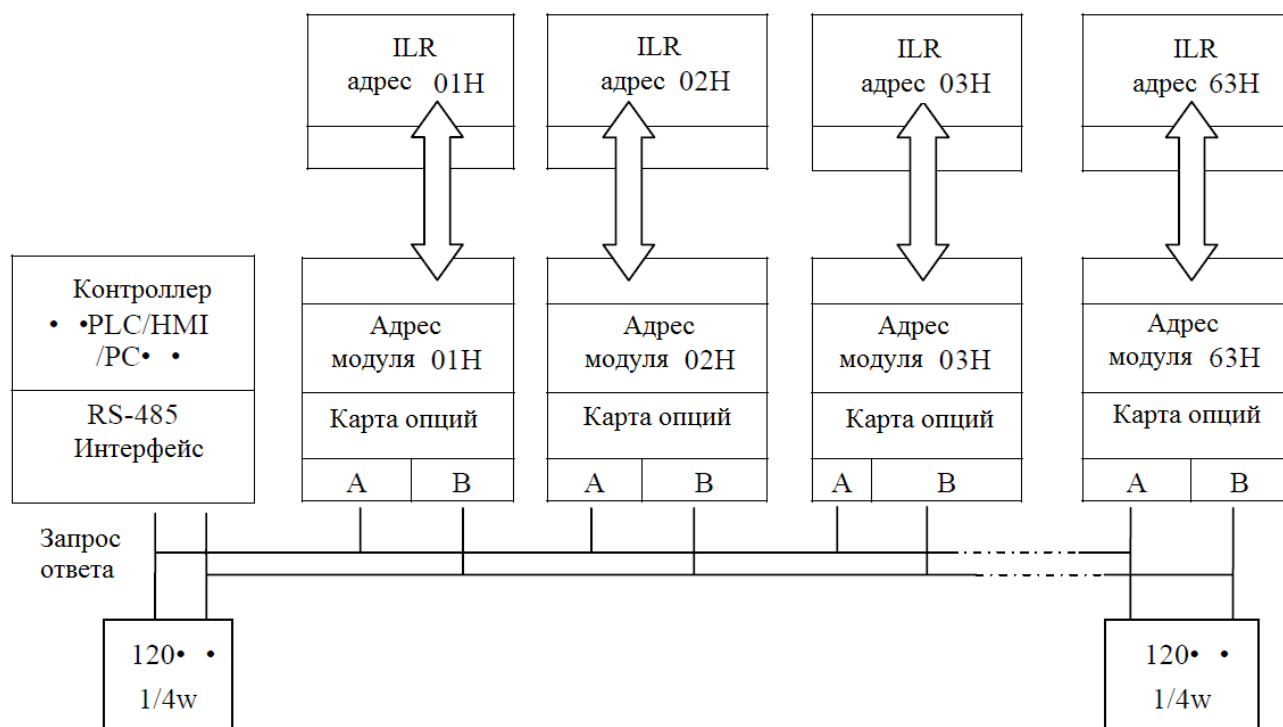 ILR
адрес 01H
ILR
адрес 02H
ILR
адрес 03H
ILR
адрес 63H
Контроллер
• •PLC/HMI
/PC• •
RS-485
Интерфейс
Адрес
модуля 01H
Карта опций
A B
Адрес
модуля 02H
Карта опций
A B
Адрес
модуля 03H
Карта опций
A B
Адрес
модуля 63H
Карта опций
A B
Запрос
ответа
120• •
1/4w
120• •
1/4w